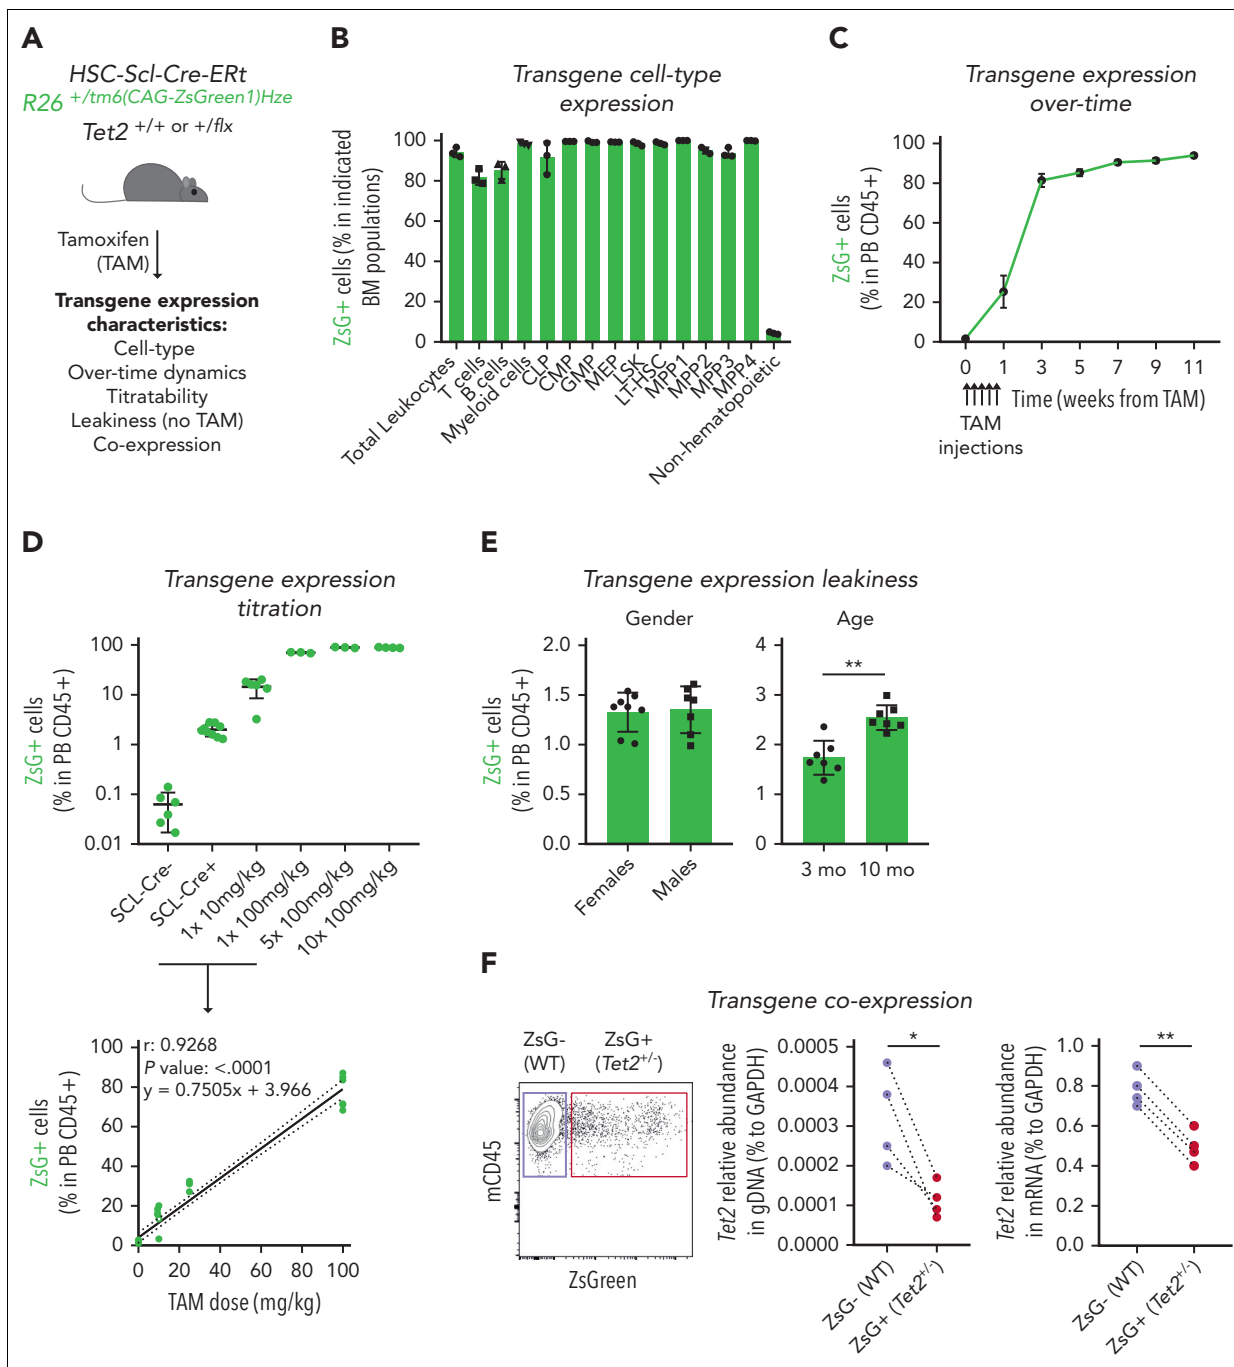 A
HSC-Scl-Cre-ERt
R26 +/tm6(CAG-ZsGreen1)Hze
Tet2 +/+ or +/flx
Tamoxifen
(TAM)
Transgene expression
characteristics:
Cell-type
Over-time dynamics
Titratability
Leakiness (no TAM)
Co-expression
B
Transgene cell-type
expression
ZsG+ cells (% in indicated
BM populations)
100
80
60
40
20
0
Total Leukocytes
T cells
B cells
Myeloid cells
CLP
CMP
GMP
MEP
LSK
LT-HSC
MPP1
MPP2
MPP3
MPP4
Non-hematopoietic
C
Transgene expression
over-time
ZsG+ cells
(% in PB CD45+)
100
80
60
40
20
0
0 1 3 5 7 9 11
TAM
injections
Time (weeks from TAM)
D
Transgene expression
titration
ZsG+ cells
(% in PB CD45+)
100
10
1
0.1
0.01
SCL-Cre-
SCL-Cre+
1x 10mg/kg
1x 100mg/kg
5x 100mg/kg
10x 100mg/kg
r: 0.9268
P value: <.0001
y = 0.7505x + 3.966
ZsG+ cells
(% in PB CD45+)
100
80
60
40
20
0
0 20 40 60 80 100
TAM dose (mg/kg)
E
Transgene expression leakiness
Gender
ZsG+ cells
(% in PB CD45+)
2.0
1.5
1.0
0.5
0.0
Females
Males
Age
**
4
3
2
1
0
3 mo 10 mo
F
Transgene co-expression
ZsG-
(WT)
ZsG+
(Tet2+/-)
mCD45
ZsGreen
*
Tet2 relative abundance
in gDNA (% to GAPDH)
0.0005
0.0004
0.0003
0.0002
0.0001
0.0000
ZsG- (WT)
ZsG+ (Tet2+/-)
**
Tet2 relative abundance
in mRNA (% to GAPDH)
1.0
0.8
0.6
0.4
0.2
0.0
ZsG- (WT)
ZsG+ (Tet2+/-)